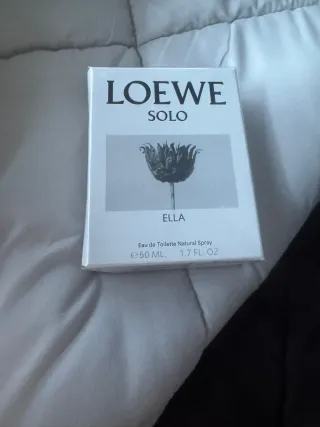 LOEWE
SOLO
ELLA
Eau de Toilette Natural Spray
℮50 ML. 1.7 FL. OZ